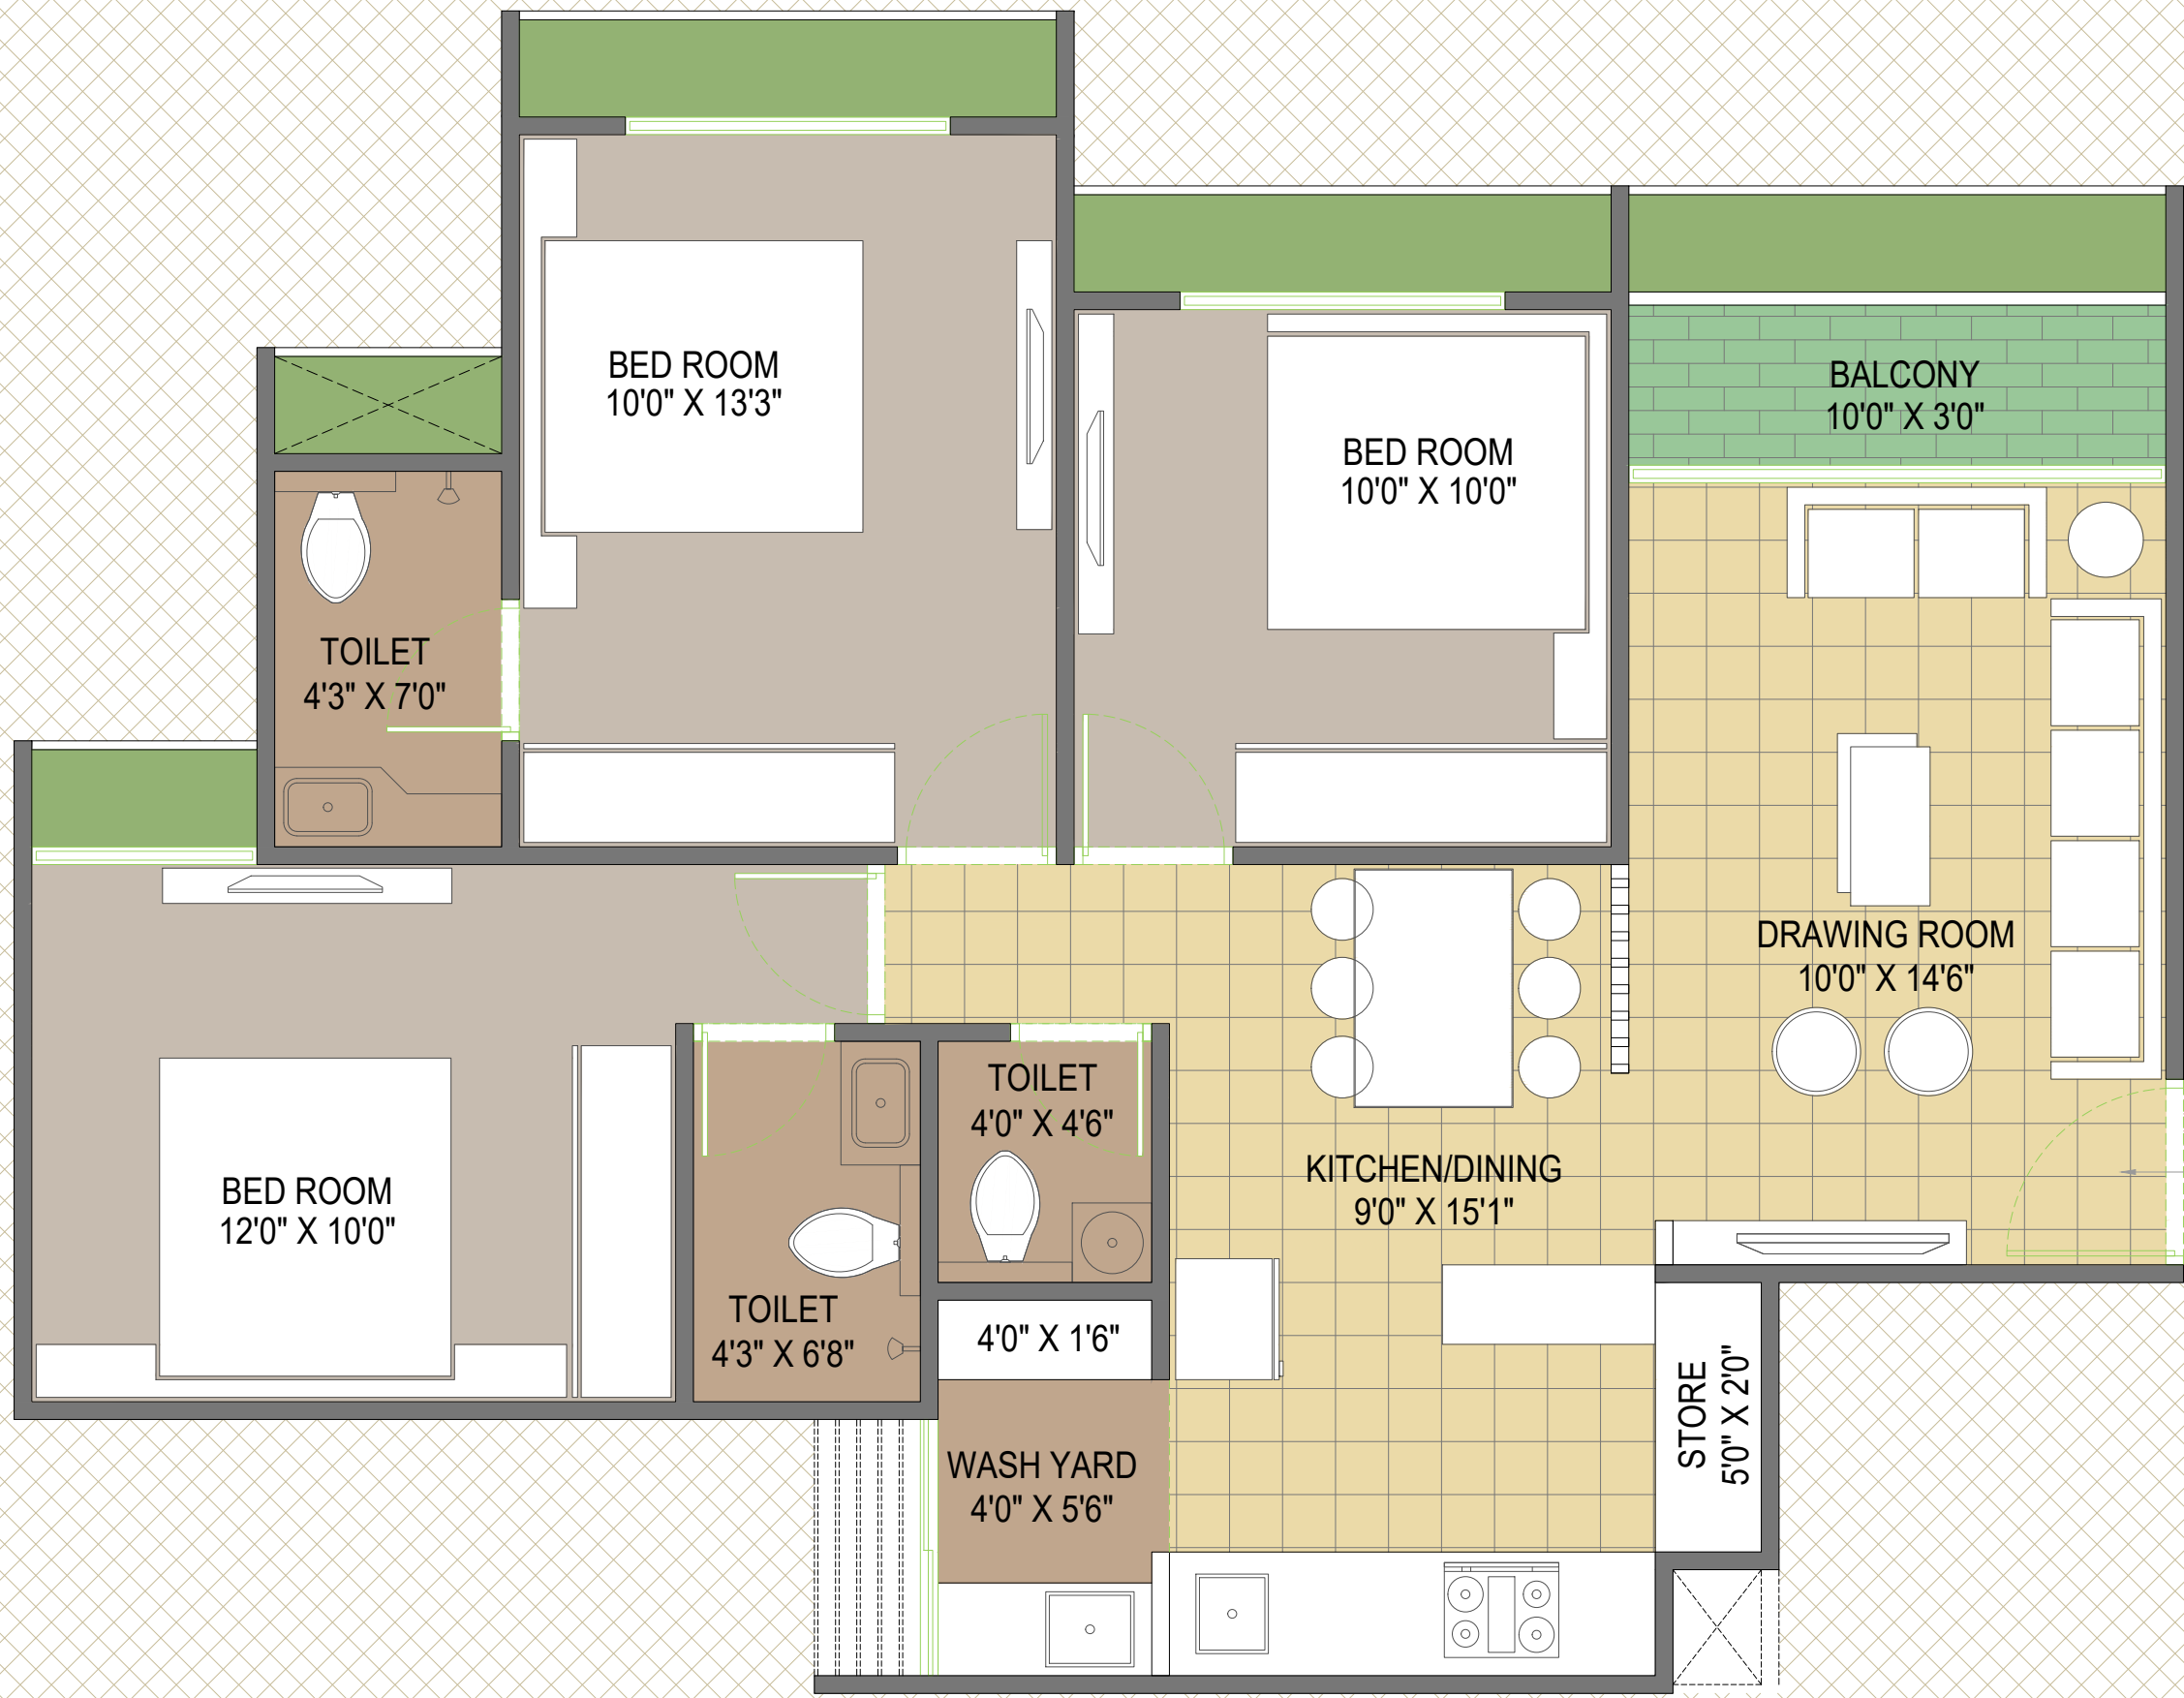 BED ROOM
10'0" X 13'3"
BALCONY
10'0" X 3'0"
BED ROOM
10'0" X 10'0"
TOILET
4'3" X 7'0"
DRAWING ROOM
10'0" X 14'6"
TOILET
4'0" X 4'6"
KITCHEN/DINING
9'0" X 15'1"
BED ROOM
12'0" X 10'0"
TOILET
4'3" X 6'8"
4'0" X 1'6"
STORE
5'0" X 2'0"
WASH YARD
4'0" X 5'6"